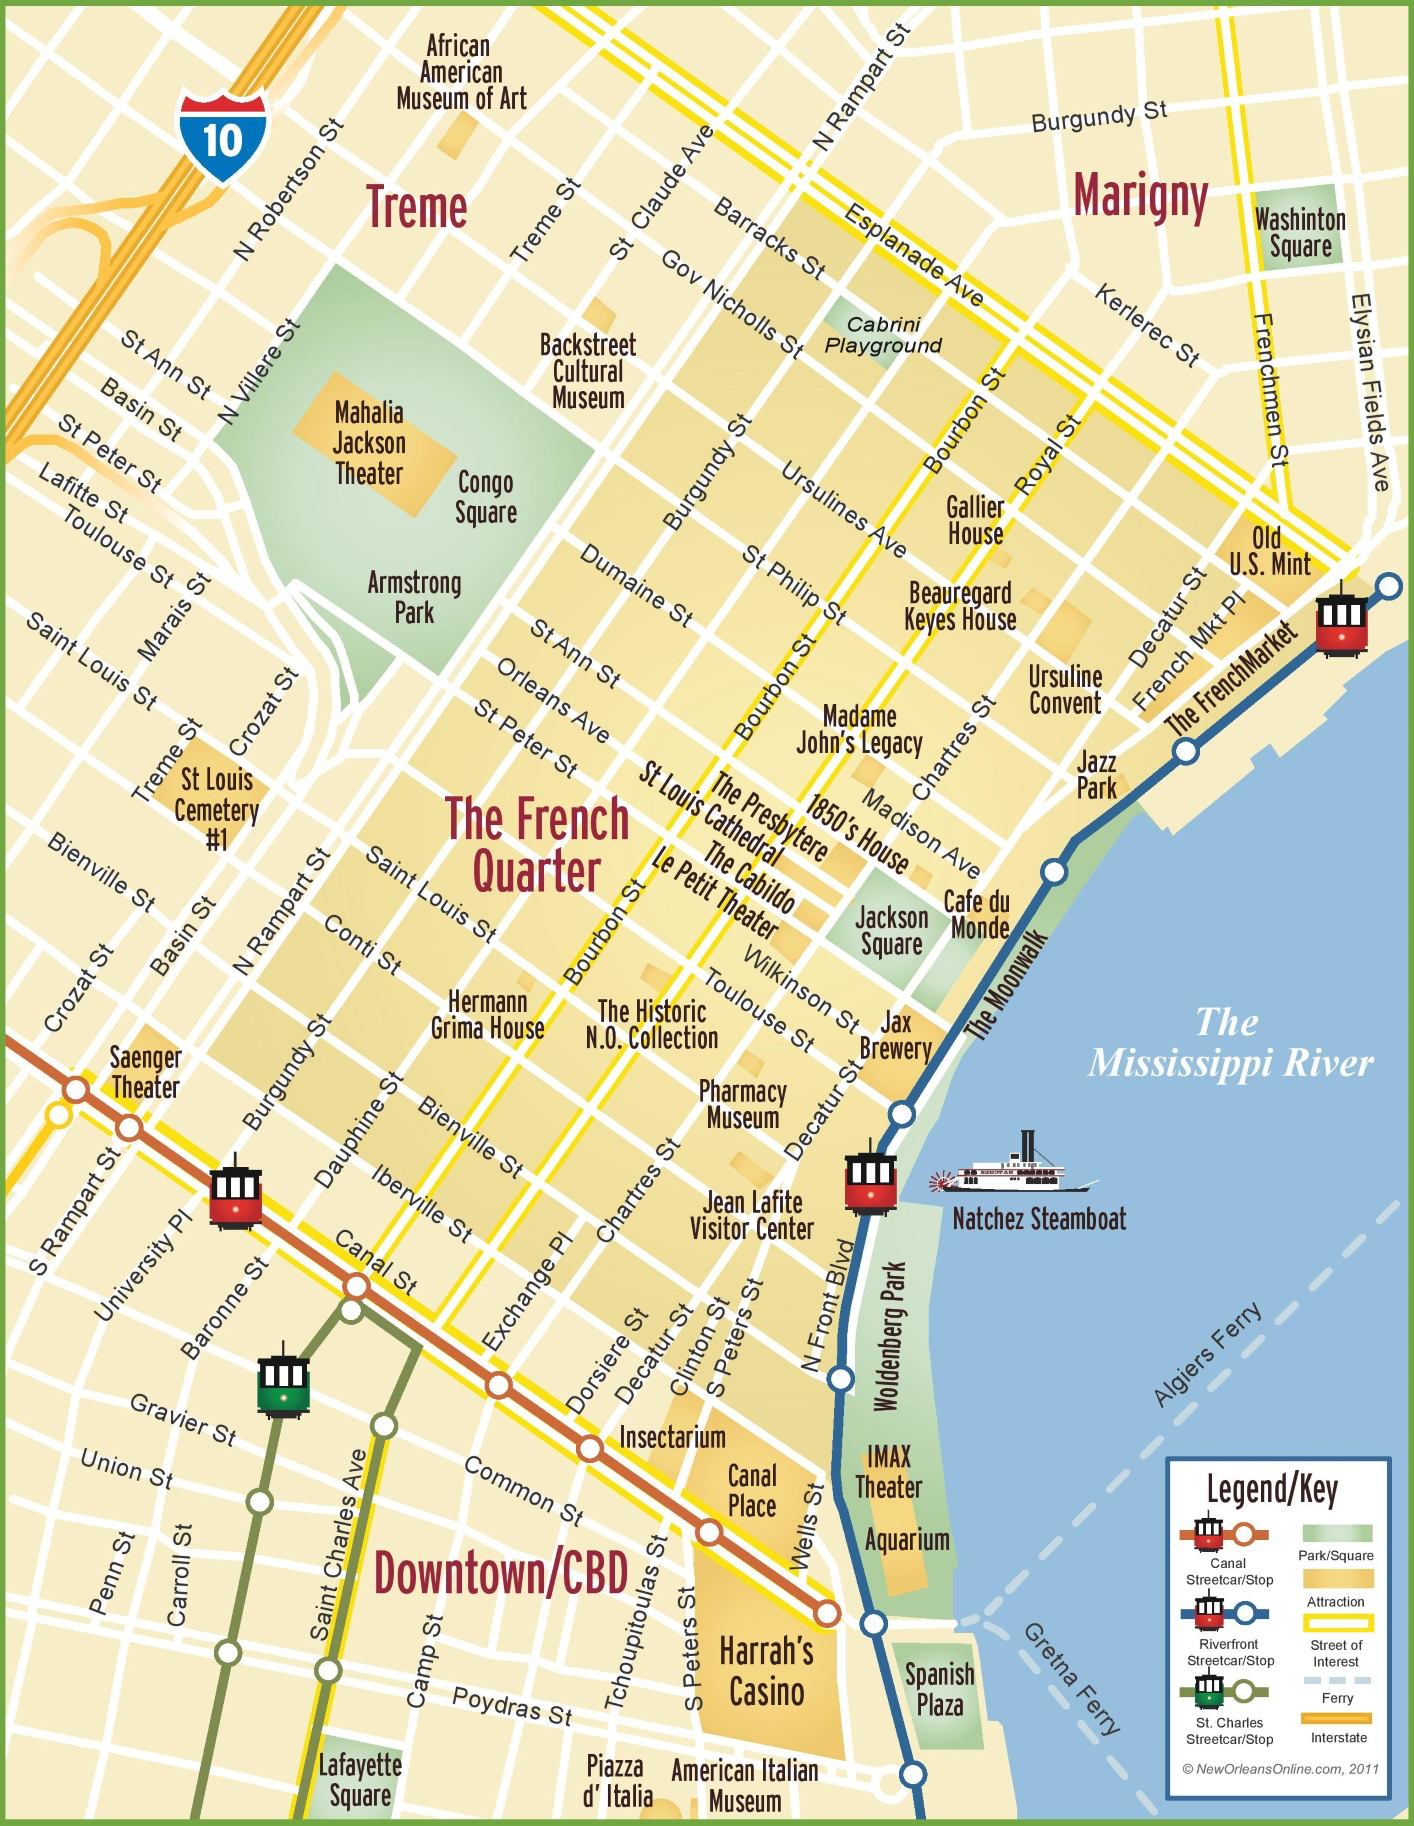 African
American
Museum of Art
N Rampart St
Burgundy St
10
N Robertson St
Treme
Treme St
St Claude Ave
Marigny
Washinton
Square
Barracks St
Esplanade Ave
Gov Nicholls St
Cabrini
Playground
Kerlerec St
Frenchmen St
Elysian Fields Ave
St Ann St
Basin St
St Peter St
Lafitte St
Toulouse St
N Villere St
Backstreet
Cultural
Museum
Mahalia
Jackson
Theater
Congo
Square
Armstrong
Park
Burgundy St
Bourbon St
Royal St
Ursulines Ave
Gallier
House
Old
U.S. Mint
Dumaine St
St Philip St
Beauregard
Keyes House
Decatur St
French Mkt Pl
The FrenchMarket
Ursuline
Convent
Marais St
Saint Louis St
Crozat St
Treme St
St Louis
Cemetery
#1
St Ann St
Orleans Ave
St Peter St
Bourbon St
Madame
John's Legacy
Chartres St
Jazz
Park
The French
Quarter
St Louis Cathedral
The Presbytere
1850's House
Madison Ave
The Cabildo
Le Petit Theater
Jackson
Square
Cafe du
Monde
The Moonwalk
Bienville St
Basin St
Crozat St
N Rampart St
Saint Louis St
Conti St
Bourbon St
Wilkinson St
Toulouse St
Hermann
Grima House
The Historic
N.O. Collection
Jax
Brewery
The
Mississippi River
Saenger
Theater
Burgundy St
Dauphine St
Bienville St
Iberville St
Pharmacy
Museum
Decatur St
Chartres St
Jean Lafite
Visitor Center
Natchez Steamboat
S Rampart St
University Pl
Baronne St
Canal St
Exchange Pl
Dorsiere St
Decatur St
Clinton St
S Peters St
N Front Blvd
Woldenberg Park
Algiers Ferry
Gravier St
Union St
Saint Charles Ave
Common St
Insectarium
Canal
Place
Wells St
IMAX
Theater
Aquarium
Penn St
Carroll St
Downtown/CBD
Camp St
Tchoupitoulas St
S Peters St
Harrah's
Casino
Poydras St
Spanish
Plaza
Gretna Ferry
Lafayette
Square
Piazza
d' Italia
American Italian
Museum
Legend/Key
Canal
Streetcar/Stop
Riverfront
Streetcar/Stop
St. Charles
Streetcar/Stop
Park/Square
Attraction
Street of
Interest
Ferry
Interstate
© NewOrleansOnline.com, 2011